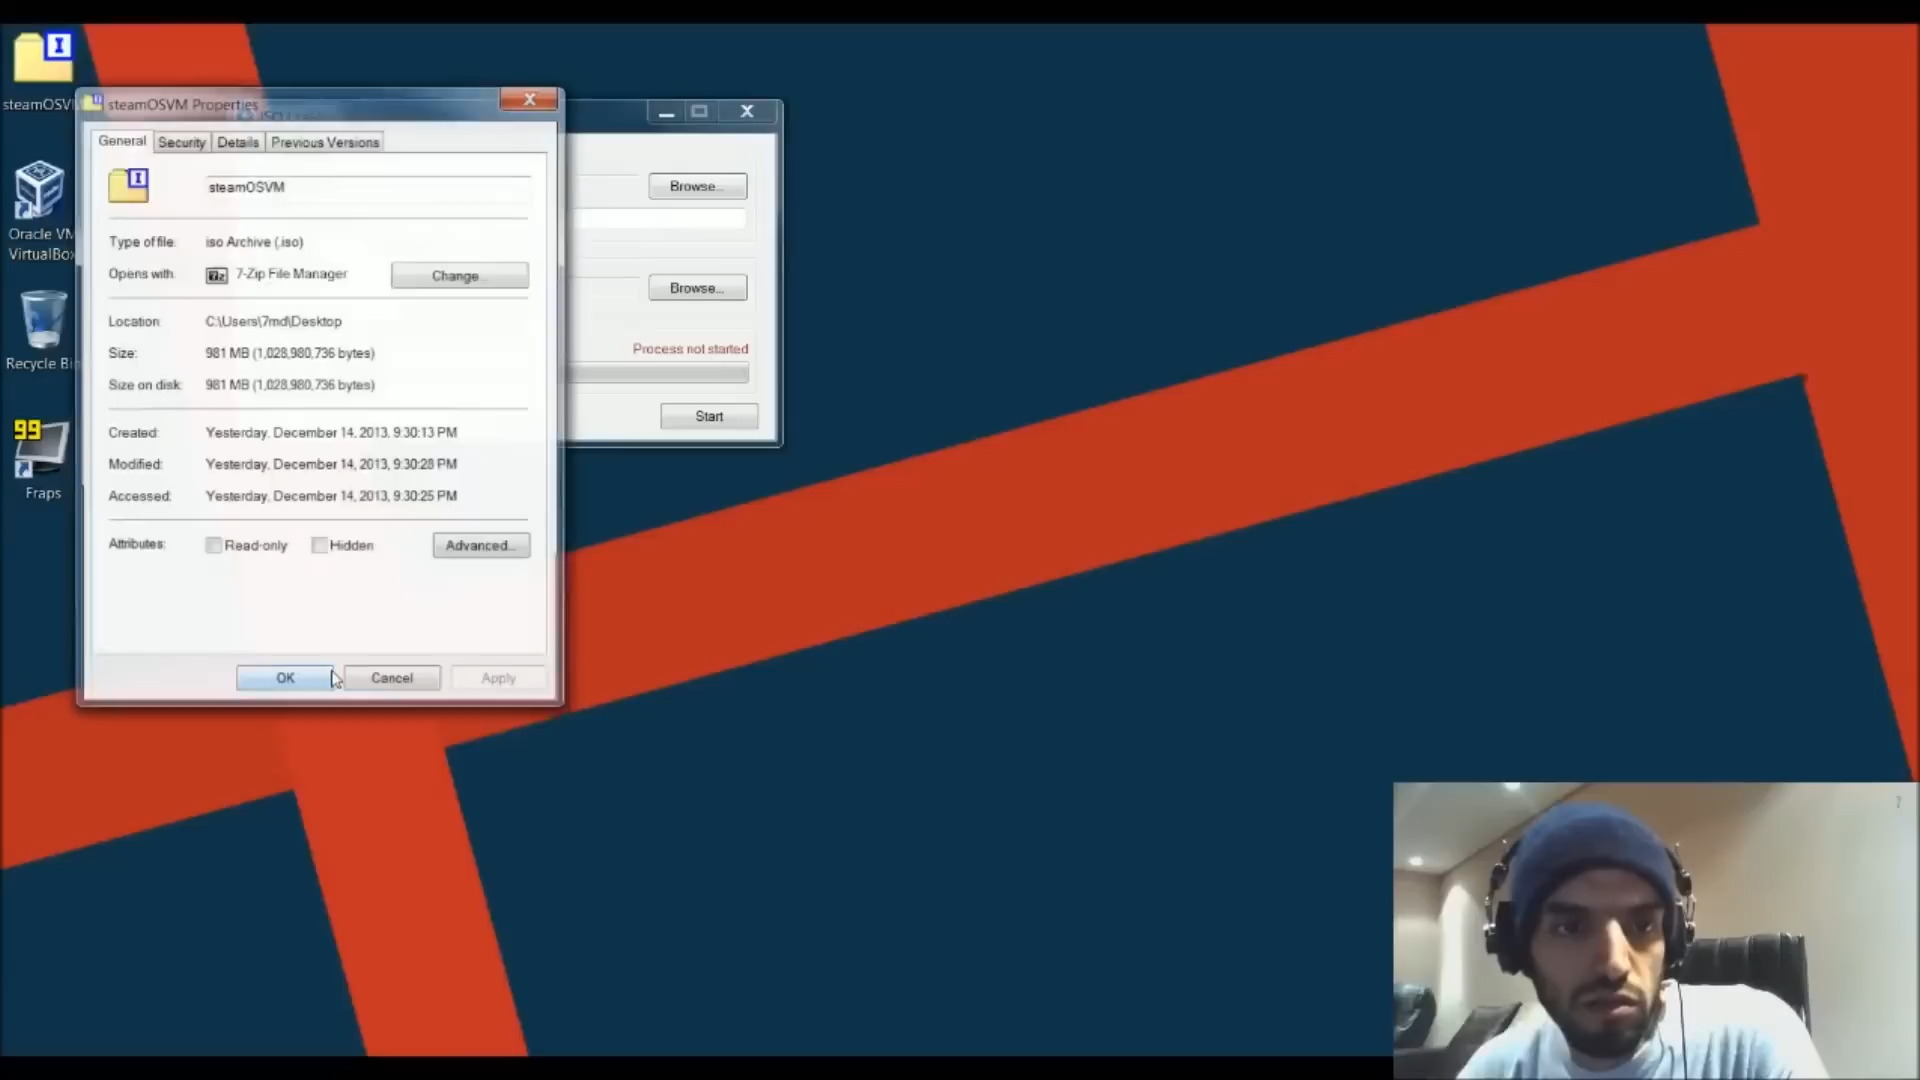 steamOSVM
Oracle VM
VirtualBox
Recycle Bin
99
Fraps
steamOSVM Properties
General
Security
Details
Previous Versions
steamOSVM
Type of file:
iso Archive (.iso)
Opens with:
7-Zip File Manager
Change...
Location:
C:\Users\7md\Desktop
Size:
981 MB (1,028,980,736 bytes)
Size on disk:
981 MB (1,028,980,736 bytes)
Created:
Yesterday, December 14, 2013, 9:30:13 PM
Modified:
Yesterday, December 14, 2013, 9:30:28 PM
Accessed:
Yesterday, December 14, 2013, 9:30:25 PM
Attributes:
Read-only
Hidden
Advanced...
OK
Cancel
Apply
Browse...
Browse...
Process not started
Start